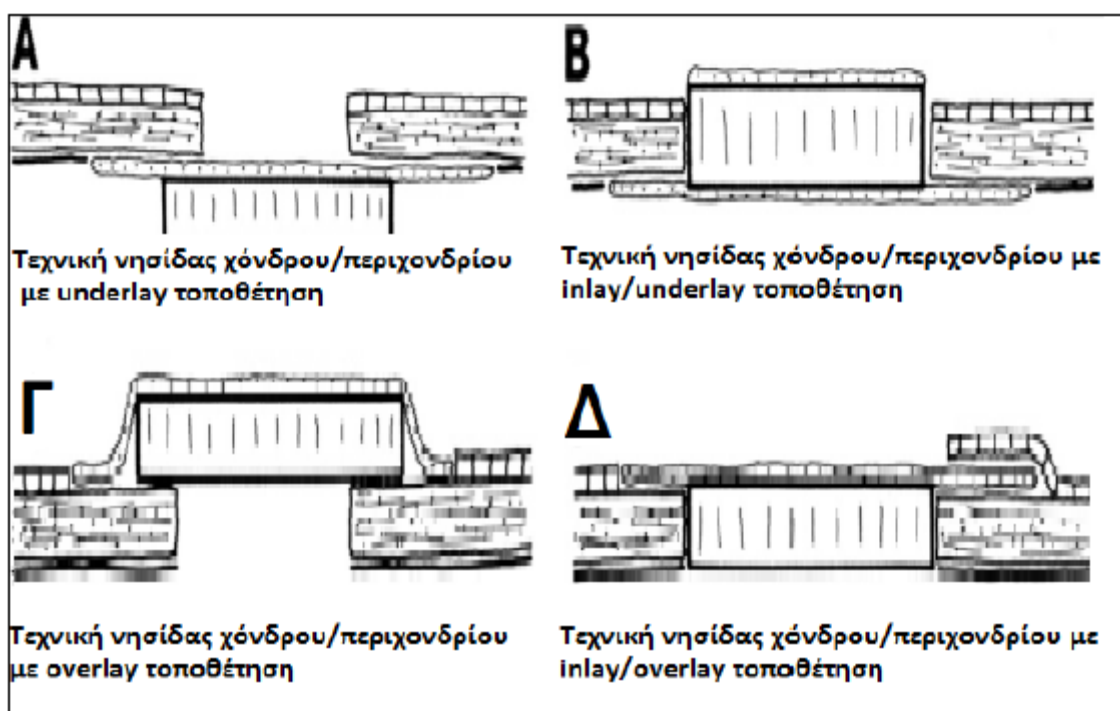 Α
Β
Τεχνική νησίδας χόνδρου/περιχονδρίου
με underlay τοποθέτηση
Τεχνική νησίδας χόνδρου/περιχονδρίου με
inlay/underlay τοποθέτηση
Γ
Δ
Τεχνική νησίδας χόνδρου/περιχονδρίου
με overlay τοποθέτηση
Τεχνική νησίδας χόνδρου/περιχονδρίου με
inlay/overlay τοποθέτηση